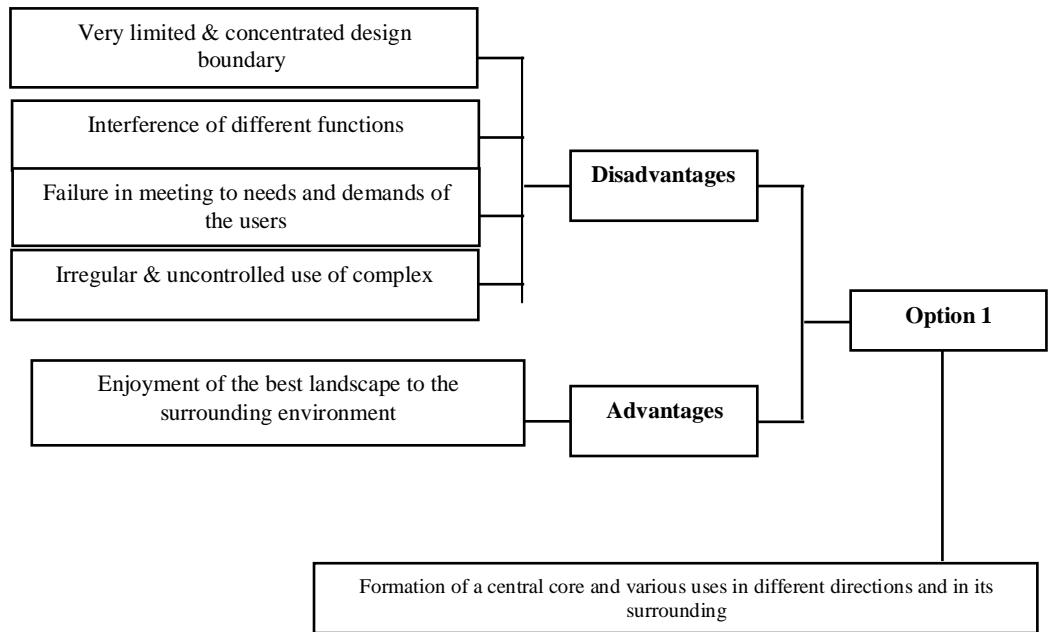 Very limited & concentrated design
boundary
Interference of different functions
Failure in meeting to needs and demands of
the users
Irregular & uncontrolled use of complex
Disadvantages
Option 1
Enjoyment of the best landscape to the
surrounding environment
Advantages
Formation of a central core and various uses in different directions and in its
surrounding